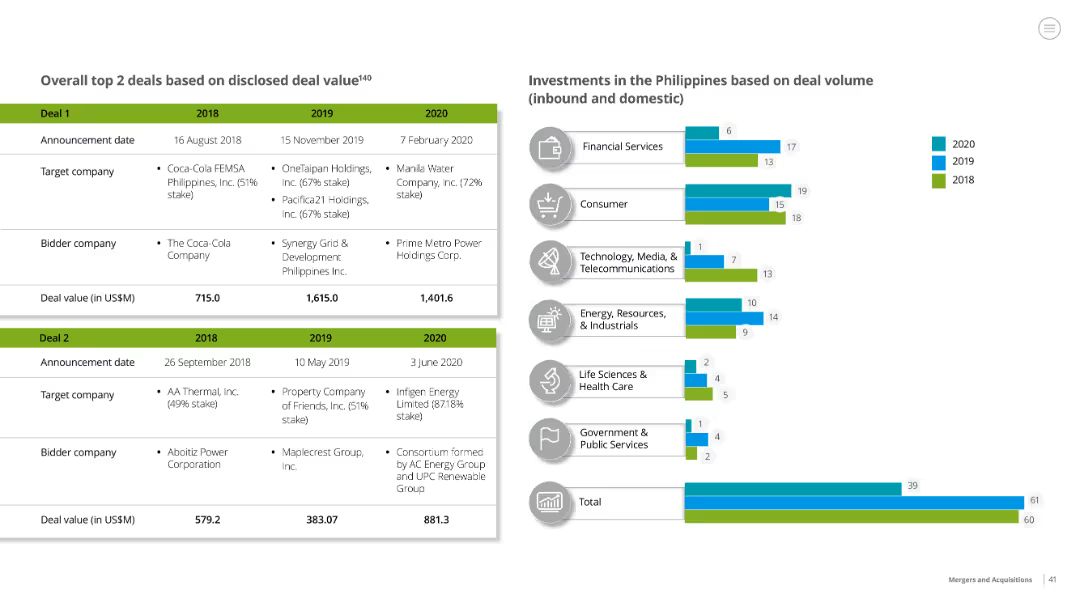 Overall top 2 deals based on disclosed deal value140
Deal 1 2018 2019 2020
Announcement date 16 August 2018 15 November 2019 7 February 2020
Target company
• Coca-Cola FEMSA
Philippines, Inc. (51%
stake)
• OneTaipan Holdings,
Inc. (67% stake)
• Pacifica21 Holdings,
Inc. (67% stake)
• Manila Water
Company, Inc. (72%
stake)
Bidder company
• The Coca-Cola
Company
• Synergy Grid &
Development
Philippines Inc.
• Prime Metro Power
Holdings Corp.
Deal value (in US$M) 715.0 1,615.0 1,401.6
Deal 2 2018 2019 2020
Announcement date 26 September 2018 10 May 2019 3 June 2020
Target company
• AA Thermal, Inc.
(49% stake)
• Property Company
of Friends, Inc. (51%
stake)
• Infigen Energy
Limited (87.18%
stake)
Bidder company
• Aboitiz Power
Corporation
• Maplecrest Group,
Inc.
• Consortium formed
by AC Energy Group
and UPC Renewable
Group
Deal value (in US$M) 579.2 383.07 881.3
Investments in the Philippines based on deal volume
(inbound and domestic)
2020
2019
2018
Financial Services
6
17
13
Consumer
19
15
18
Technology, Media, &
Telecommunications
1
7
13
Energy, Resources,
& Industrials
10
14
9
Life Sciences &
Health Care
2
4
5
Government &
Public Services
1
4
2
Total
39
61
60
Mergers and Acquisitions 41